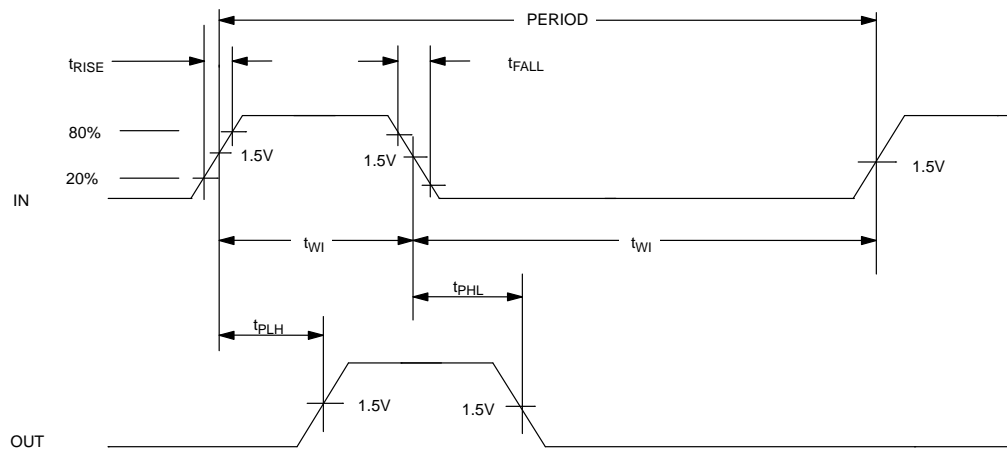 PERIOD
tRISE
tFALL
80%
1.5V
1.5V
1.5V
20%
IN
tWI
tWI
tPHL
tPLH
1.5V
1.5V
OUT